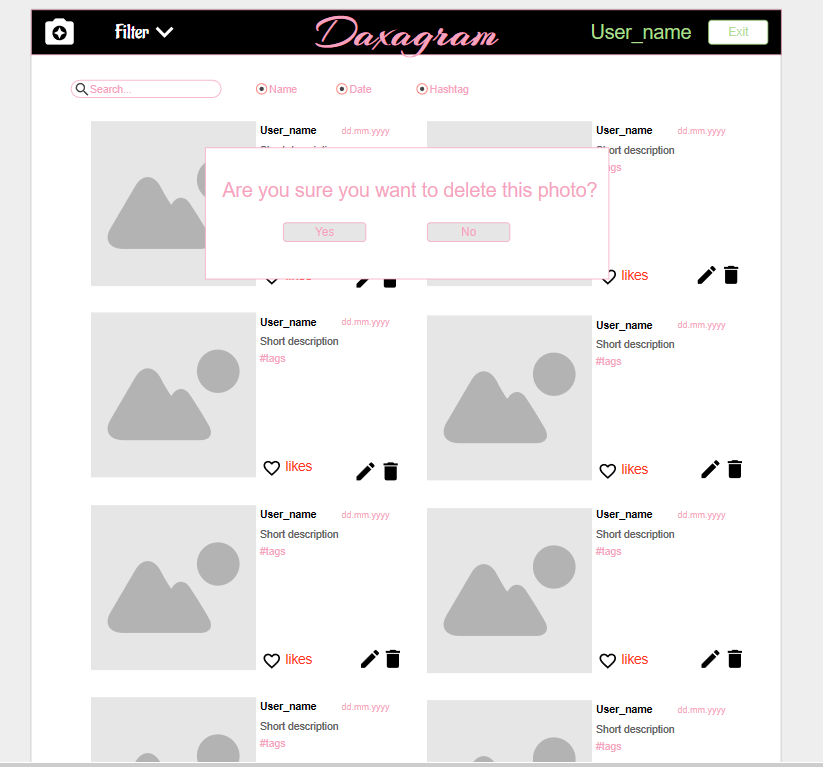 Filter
Daxagram
User_name
Exit
Search...
Name
Date
Hashtag
User_name dd.mm.yyyy
User_name dd.mm.yyyy
Short description
Are you sure you want to delete this photo?
Yes
No
likes
likes
User_name dd.mm.yyyy
Short description
#tags
likes
User_name dd.mm.yyyy
Short description
#tags
likes
User_name dd.mm.yyyy
Short description
#tags
likes
User_name dd.mm.yyyy
Short description
#tags
likes
User_name dd.mm.yyyy
Short description
#tags
User_name dd.mm.yyyy
Short description
#tags